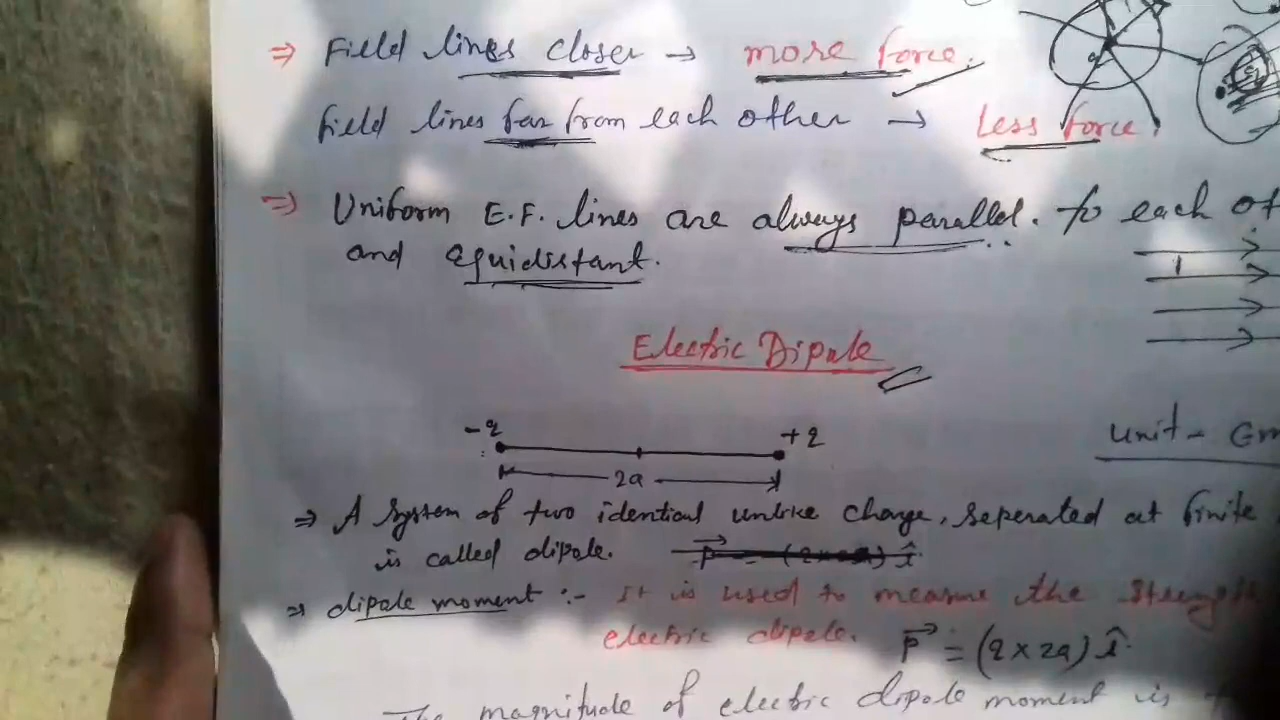 ⇒ Field lines closer → more force.
field lines far from each other → Less force.
⇒ Uniform E.F. lines are always parallel. to each
and equidistant.
Electric Dipole
-q +q
2a
unit -
⇒ A system of two identical unlike charge, seperated at finite
is called dipole.
⇒ dipole moment :- It is used to measure the strength
electric dipole. p⃗ = (q × 2a) î
The magnitude of electric dipole moment is